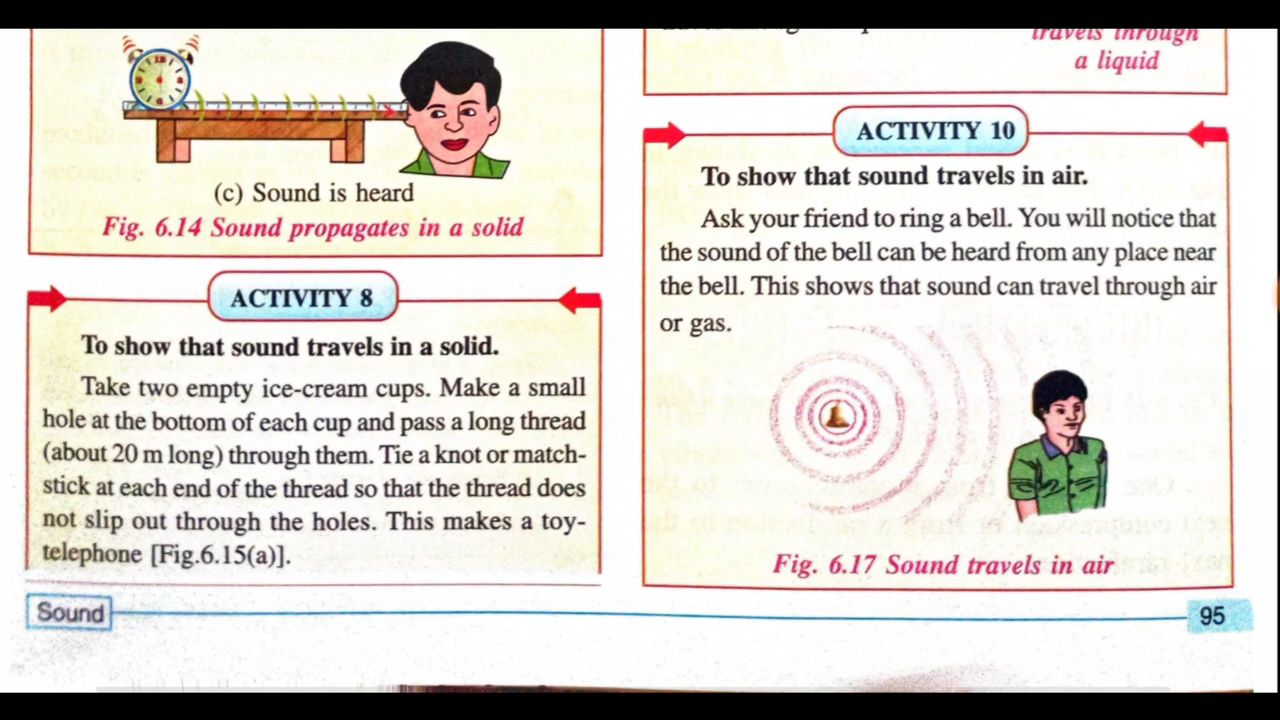 (c) Sound is heard
Fig. 6.14 Sound propagates in a solid
ACTIVITY 8
To show that sound travels in a solid.
Take two empty ice-cream cups. Make a small
hole at the bottom of each cup and pass a long thread
(about 20 m long) through them. Tie a knot or match-
stick at each end of the thread so that the thread does
not slip out through the holes. This makes a toy-
telephone [Fig.6.15(a)].
travels through
a liquid
ACTIVITY 10
To show that sound travels in air.
Ask your friend to ring a bell. You will notice that
the sound of the bell can be heard from any place near
the bell. This shows that sound can travel through air
or gas.
Fig. 6.17 Sound travels in air
Sound
95